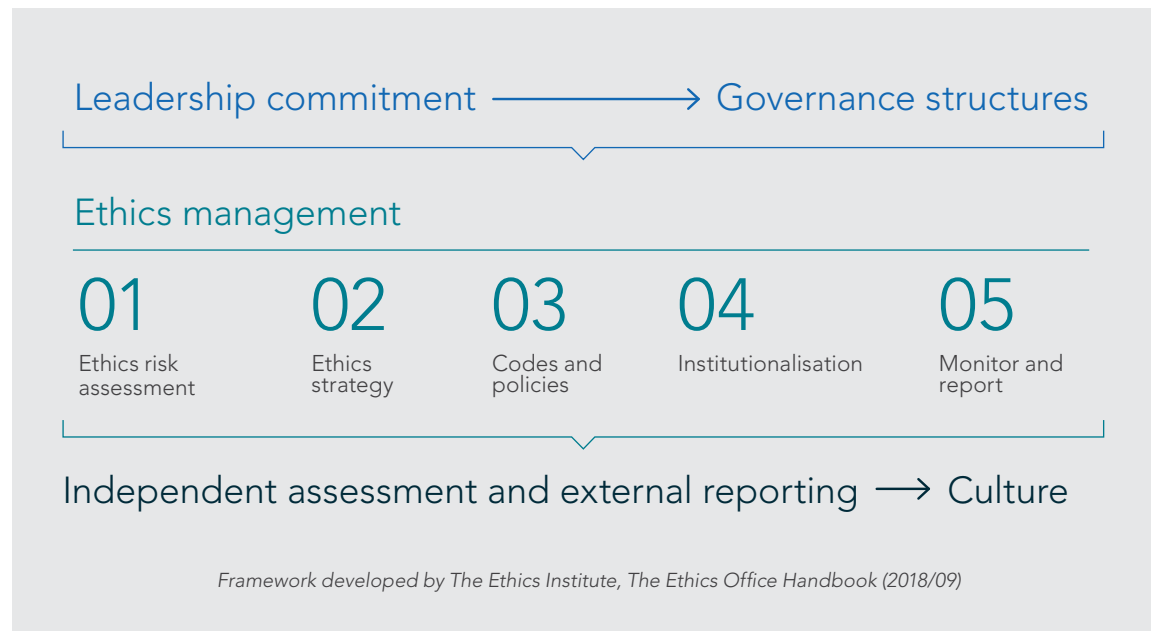 Leadership commitment → Governance structures
Ethics management
01
Ethics risk
assessment
02
Ethics
strategy
03
Codes and
policies
04
Institutionalisation
05
Monitor and
report
Independent assessment and external reporting → Culture
Framework developed by The Ethics Institute, The Ethics Office Handbook (2018/09)